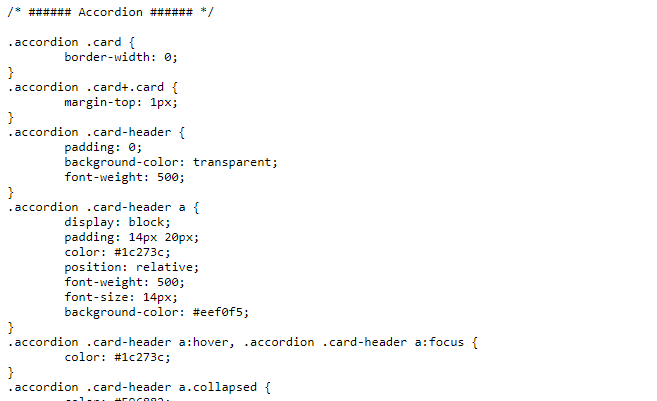 /* ###### Accordion ###### */
.accordion .card {
border-width: 0;
}
.accordion .card+.card {
margin-top: 1px;
}
.accordion .card-header {
padding: 0;
background-color: transparent;
font-weight: 500;
}
.accordion .card-header a {
display: block;
padding: 14px 20px;
color: #1c273c;
position: relative;
font-weight: 500;
font-size: 14px;
background-color: #eef0f5;
}
.accordion .card-header a:hover, .accordion .card-header a:focus {
color: #1c273c;
}
.accordion .card-header a.collapsed {